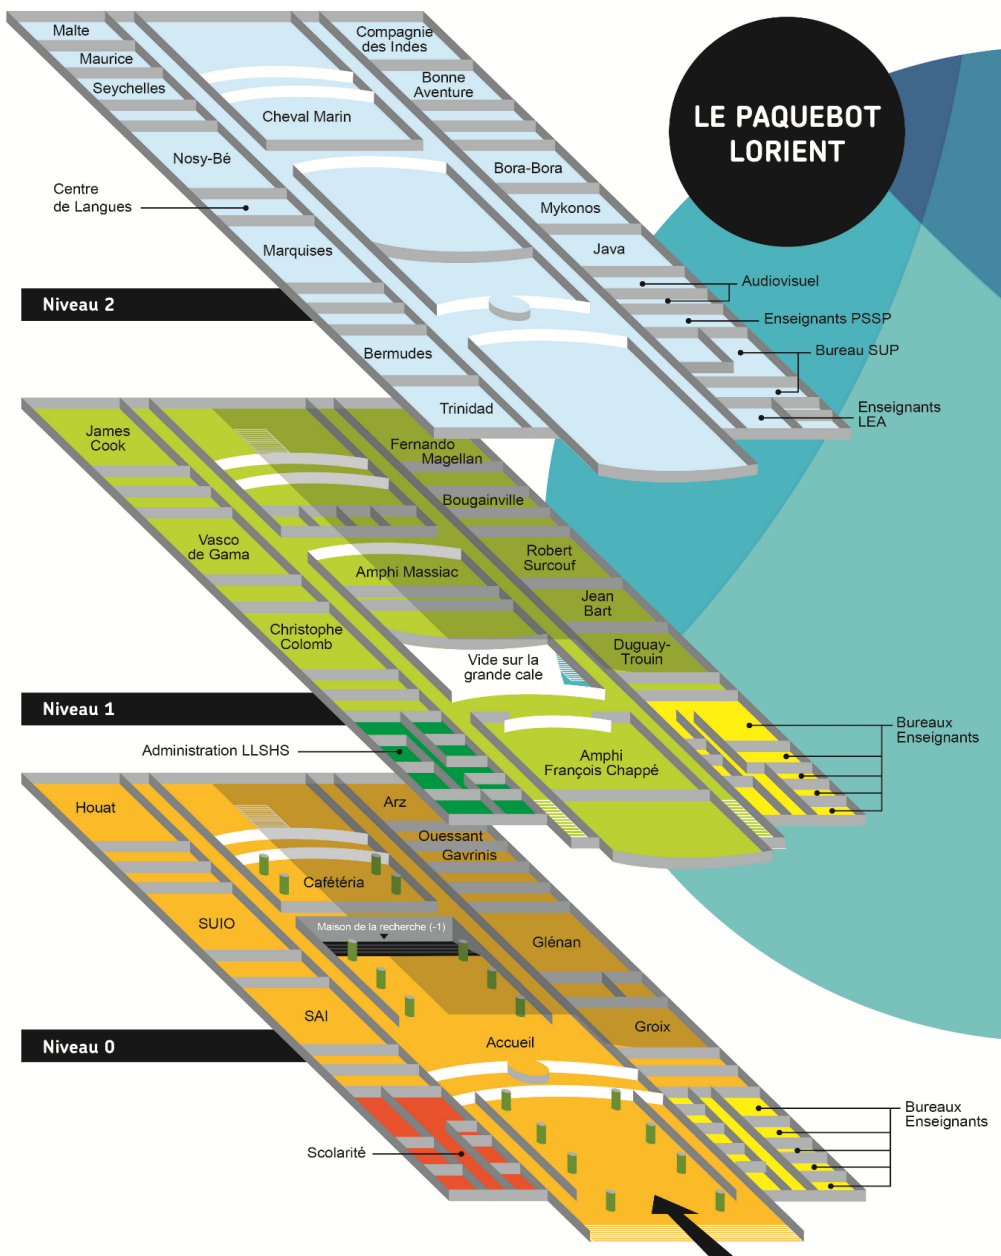 LE PAQUEBOT
LORIENT
Malte
Maurice
Seychelles
Nosy-Bé
Centre
de Langues
Marquises
Bermudes
Trinidad
Cheval Marin
Compagnie
des Indes
Bonne
Aventure
Bora-Bora
Mykonos
Java
Audiovisuel
Enseignants PSSP
Bureau SUP
Enseignants
LEA
Niveau 2
James
Cook
Vasco
de Gama
Christophe
Colomb
Administration LLSHS
Amphi Massiac
Vide sur la
grande cale
Amphi
François Chappé
Fernando
Magellan
Bougainville
Robert
Surcouf
Jean
Bart
Duguay-
Trouin
Bureaux
Enseignants
Niveau 1
Houat
SUIO
SAI
Scolarité
Cafétéria
Maison de la recherche (-1)
Accueil
Arz
Ouessant
Gavrinis
Glénan
Groix
Bureaux
Enseignants
Niveau 0